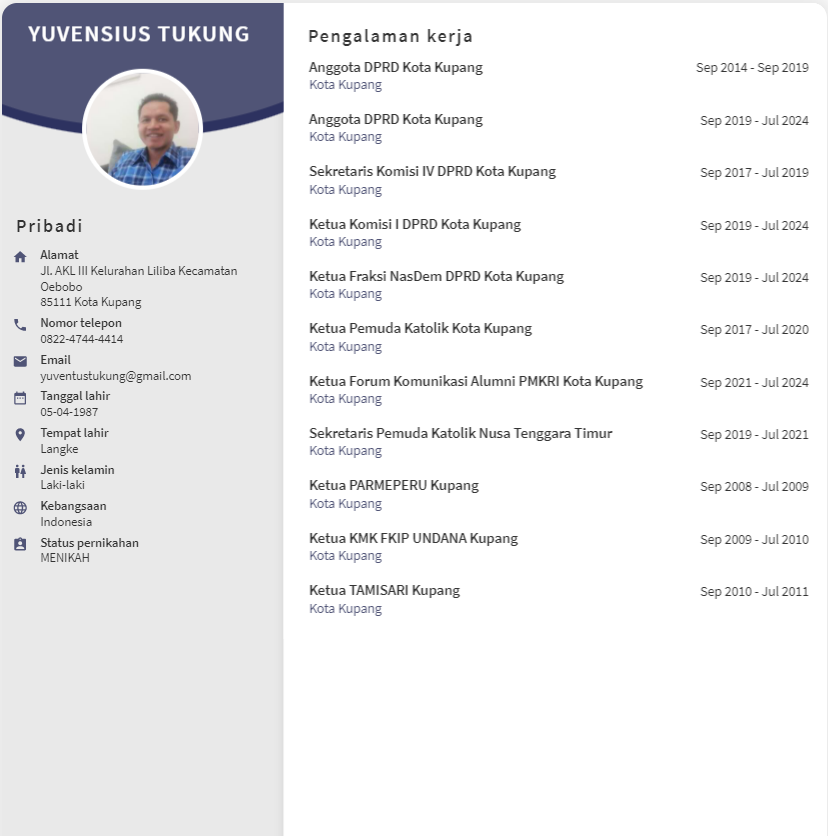 YUVENSIUS TUKUNG
Pribadi
Alamat
Jl. AKL III Kelurahan Liliba Kecamatan
Oebobo
85111 Kota Kupang
Nomor telepon
0822-4744-4414
Email
yuventustukung@gmail.com
Tanggal lahir
05-04-1987
Tempat lahir
Langke
Jenis kelamin
Laki-laki
Kebangsaan
Indonesia
Status pernikahan
MENIKAH
Pengalaman kerja
Anggota DPRD Kota Kupang Sep 2014 - Sep 2019
Kota Kupang
Anggota DPRD Kota Kupang Sep 2019 - Jul 2024
Kota Kupang
Sekretaris Komisi IV DPRD Kota Kupang Sep 2017 - Jul 2019
Kota Kupang
Ketua Komisi I DPRD Kota Kupang Sep 2019 - Jul 2024
Kota Kupang
Ketua Fraksi NasDem DPRD Kota Kupang Sep 2019 - Jul 2024
Kota Kupang
Ketua Pemuda Katolik Kota Kupang Sep 2017 - Jul 2020
Kota Kupang
Ketua Forum Komunikasi Alumni PMKRI Kota Kupang Sep 2021 - Jul 2024
Kota Kupang
Sekretaris Pemuda Katolik Nusa Tenggara Timur Sep 2019 - Jul 2021
Kota Kupang
Ketua PARMEPERU Kupang Sep 2008 - Jul 2009
Kota Kupang
Ketua KMK FKIP UNDANA Kupang Sep 2009 - Jul 2010
Kota Kupang
Ketua TAMISARI Kupang Sep 2010 - Jul 2011
Kota Kupang